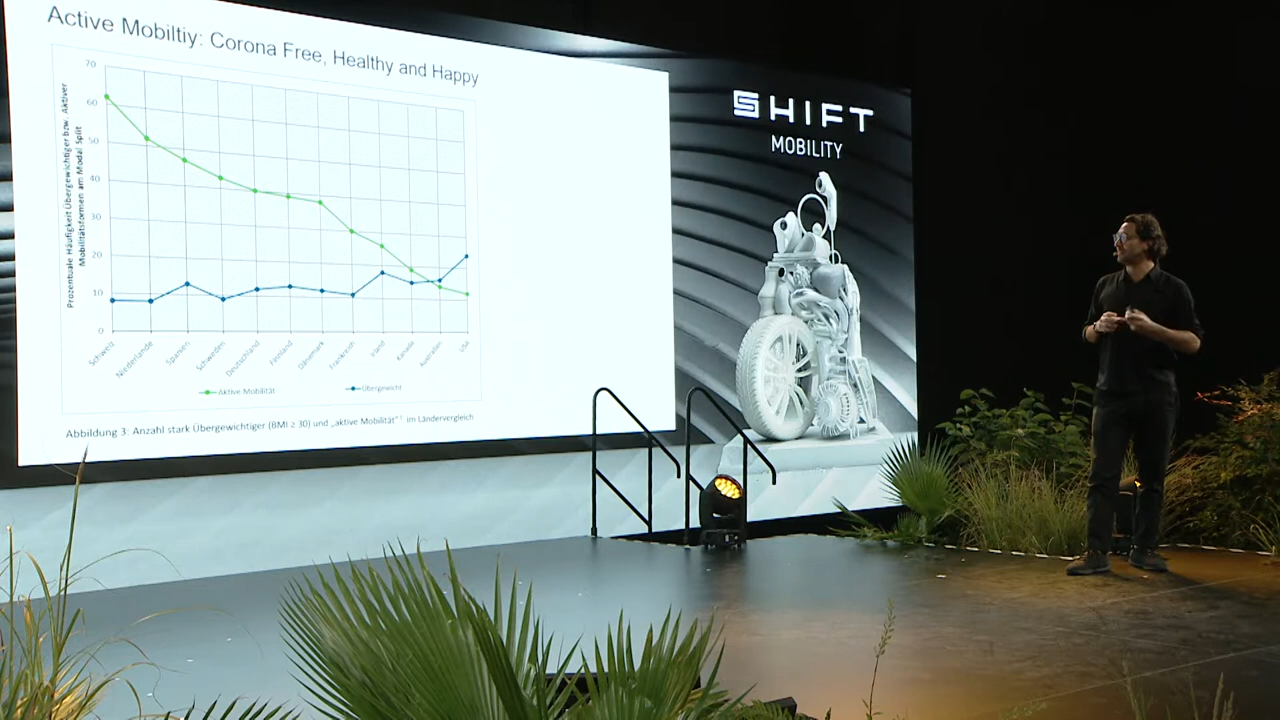 Active Mobiltiy: Corona Free, Healthy and Happy
Prozentuale Häufigkeit Übergewichtiger bzw. Aktiver
Mobilitätsformen am Modal Split
70
60
50
40
30
20
10
0
Schweiz
Niederlande
Spanien
Schweden
Deutschland
Finnland
Dänemark
Frankreich
Irland
Kanada
Australien
USA
Aktive Mobilität
Übergewicht
Abbildung 3: Anzahl stark Übergewichtiger (BMI ≥ 30) und „aktive Mobilität" im Ländervergleich
SHIFT
MOBILITY